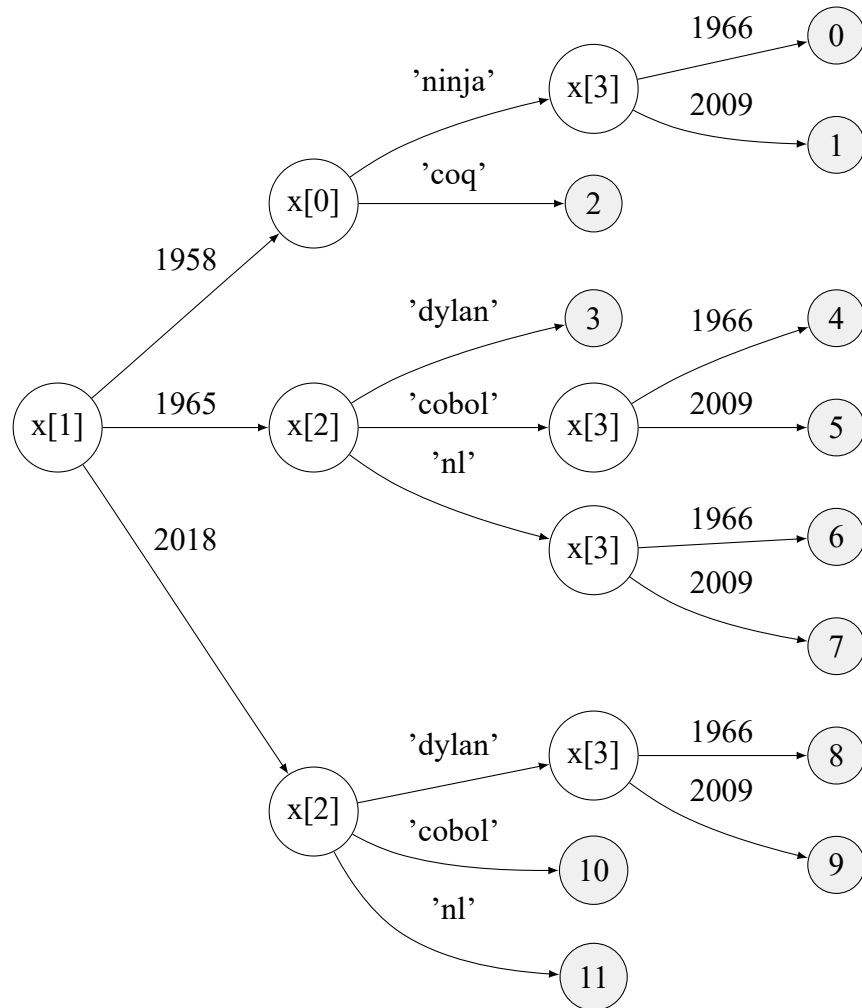 1966
0
’ninja’
x[3]
2009
1
’coq’
x[0]
2
1958
’dylan’
3
1966
4
1965
’cobol’
2009
x[1]
x[2]
x[3]
5
’nl’
1966
6
2018
x[3]
2009
7
’dylan’
x[3]
1966
8
2009
x[2]
’cobol’
10
9
’nl’
11